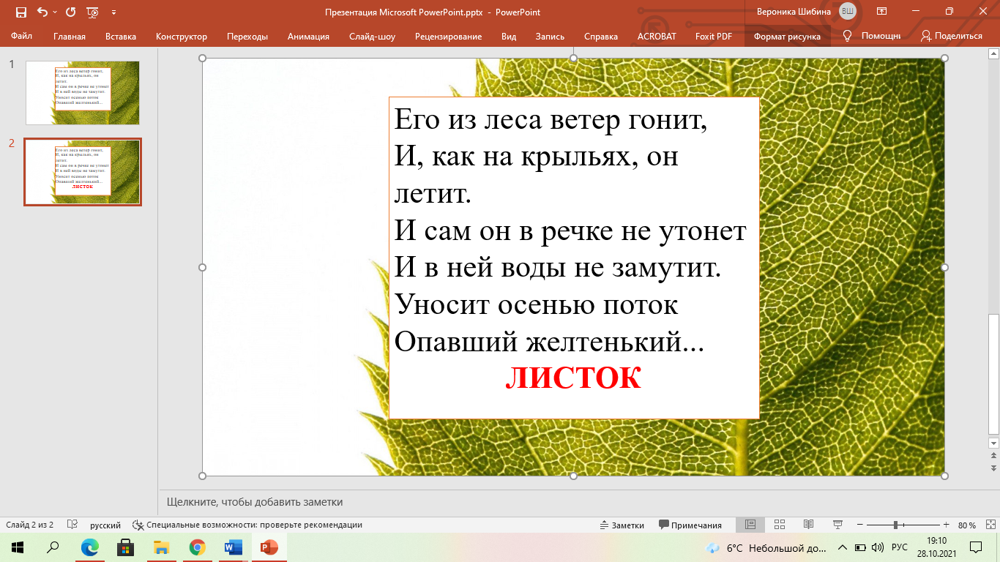 Презентация Microsoft PowerPoint.pptx - PowerPoint
Вероника Шибина ВШ
Файл Главная Вставка Конструктор Переходы Анимация Слайд-шоу Рецензирование Вид Запись Справка ACROBAT Foxit PDF Формат рисунка Помощни Поделиться
1
Его из леса ветер гонит,
И, как на крыльях, он
летит.
И сам он в речке не утонет
И в ней воды не замутит.
Уносит осенью поток
Опавший желтенький...
2
Его из леса ветер гонит,
И, как на крыльях, он
летит.
И сам он в речке не утонет
И в ней воды не замутит.
Уносит осенью поток
Опавший желтенький...
ЛИСТОК
Его из леса ветер гонит,
И, как на крыльях, он
летит.
И сам он в речке не утонет
И в ней воды не замутит.
Уносит осенью поток
Опавший желтенький...
ЛИСТОК
Щелкните, чтобы добавить заметки
Слайд 2 из 2 русский Специальные возможности: проверьте рекомендации Заметки Примечания 80 %
6°C Небольшой до... РУС 19:10
28.10.2021